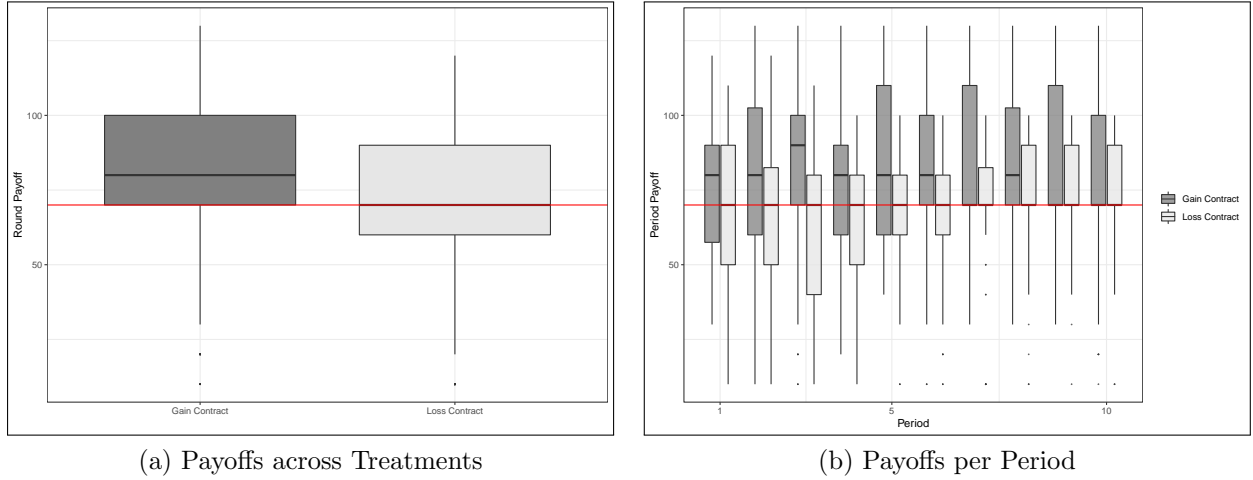 Round Payoff
100
50
Gain Contract
Loss Contract
(a) Payoffs across Treatments
Period Payoff
100
50
1
5
10
Period
Gain Contract
Loss Contract
(b) Payoffs per Period